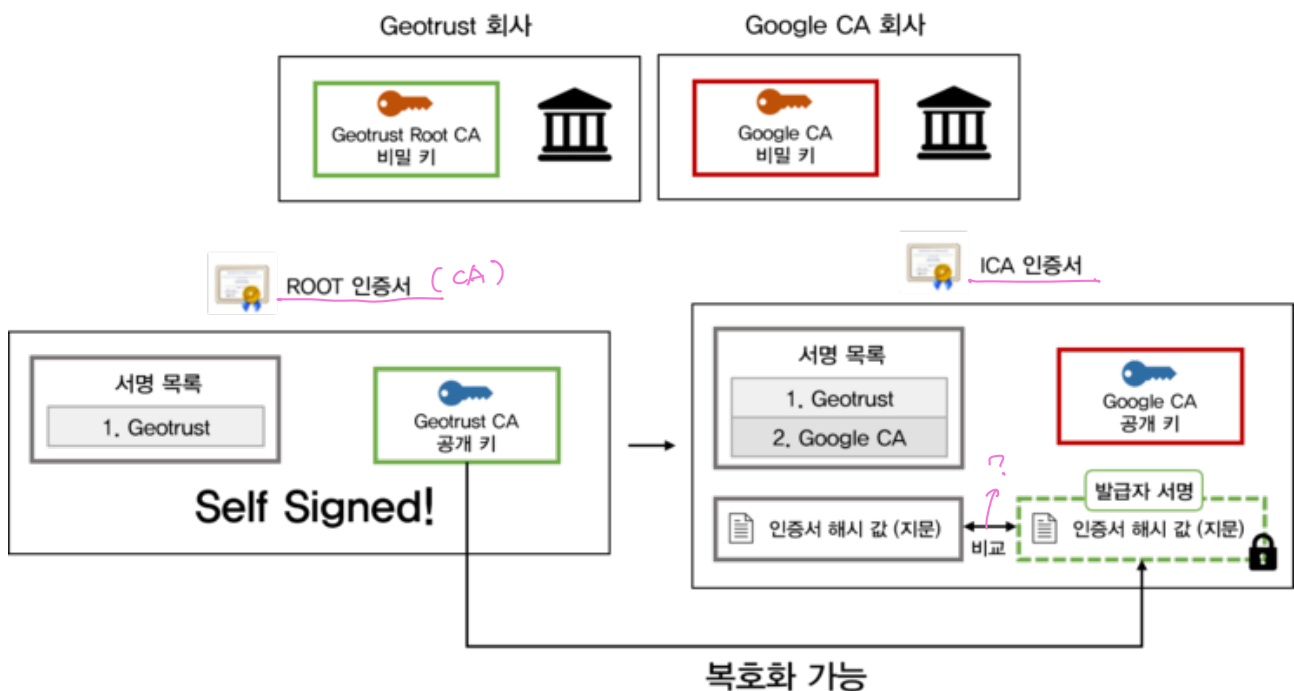 Geotrust 회사
Google CA 회사
Geotrust Root CA
비밀 키
Google CA
비밀 키
ROOT 인증서 (CA)
ICA 인증서
서명 목록
1. Geotrust
Geotrust CA
공개 키
Self Signed!
서명 목록
1. Geotrust
2. Google CA
Google CA
공개 키
?
발급자 서명
인증서 해시 값 (지문)
비교
인증서 해시 값 (지문)
복호화 가능